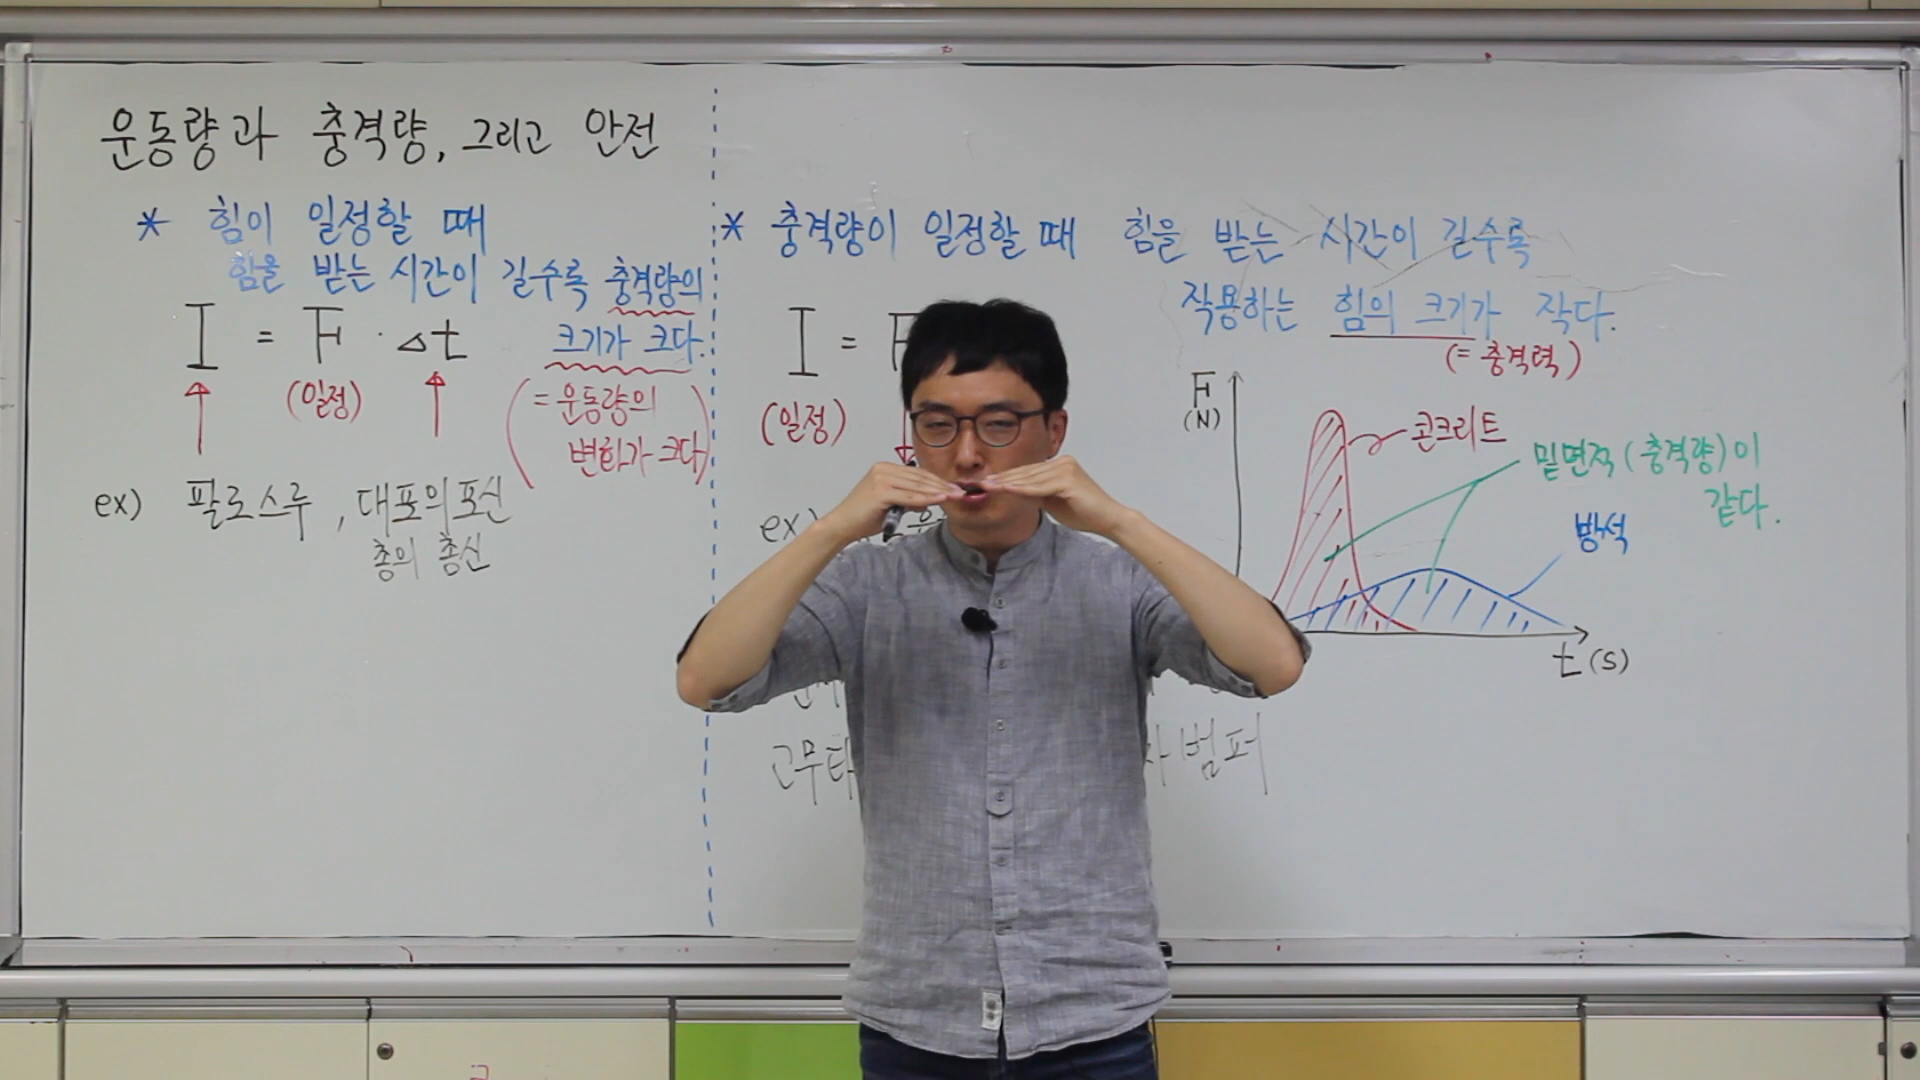 운동량과 충격량, 그리고 안전
* 힘이 일정할 때
힘을 받는 시간이 길수록 충격량의
크기가 크다.
I = F · Δt
(일정)
(= 운동량의
변화가 크다)
ex) 팔로스루, 대포의 포신
총의 총신
* 충격량이 일정할 때 힘을 받는 시간이 길수록
작용하는 힘의 크기가 작다.
(= 충격력)
I = F
(일정)
ex)
고무타
범퍼
F
(N)
콘크리트
밑면적 (충격량)이
같다.
방석
t (s)